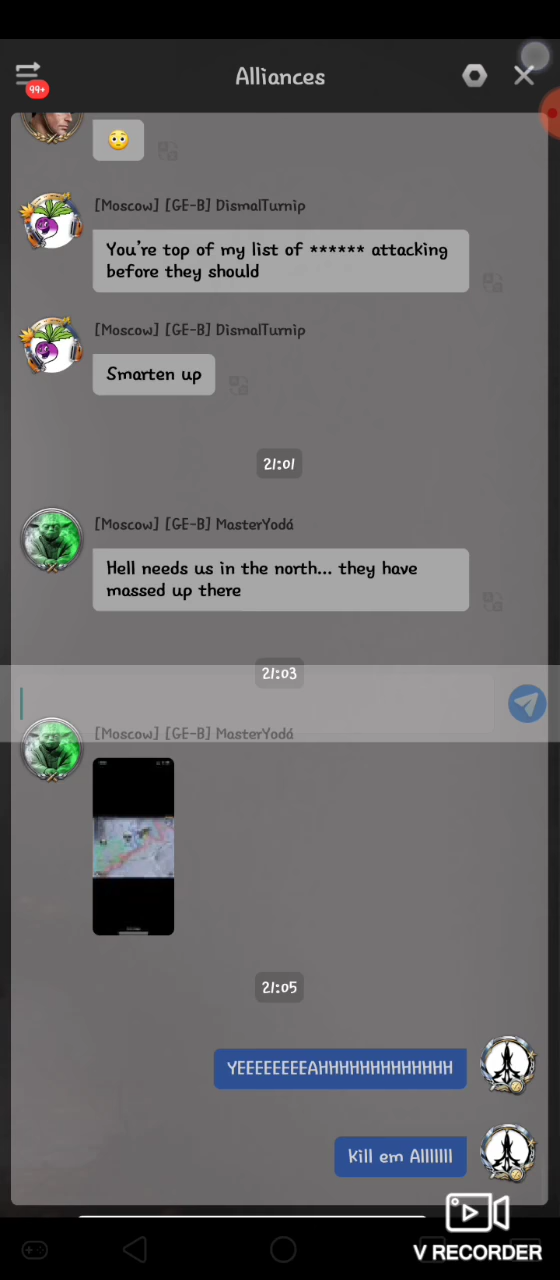 Alliances
99+
[Moscow] [GE-B] DismalTurnip
You're top of my list of ****** attacking
before they should
[Moscow] [GE-B] DismalTurnip
Smarten up
21:01
[Moscow] [GE-B] MasterYodá
Hell needs us in the north... they have
massed up there
21:03
[Moscow] [GE-B] MasterYodá
21:05
YEEEEEEEEAHHHHHHHHHHHHH
kill em Alllllll
V RECORDER